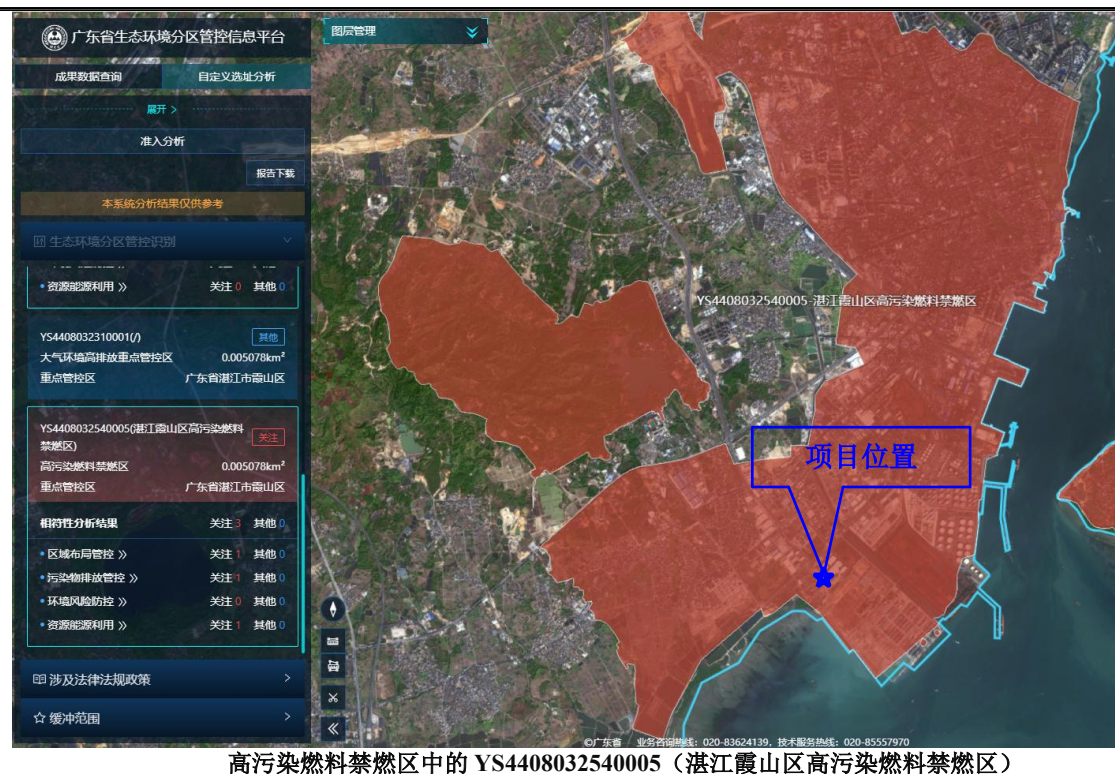 广东省生态环境分区管控信息平台
图层管理
成果数据查询
自定义选址分析
展开 >
准入分析
报告下载
本系统分析结果仅供参考
生态环境分区管控识别
• 资源能源利用 » 关注 0 其他 0
YS4408032310001(/) 其他
大气环境高排放重点管控区 0.005078km²
重点管控区 广东省湛江市霞山区
YS4408032540005(湛江霞山区高污染燃料
禁燃区) 关注
高污染燃料禁燃区 0.005078km²
重点管控区 广东省湛江市霞山区
相符性分析结果 关注 3 其他 0
• 区域布局管控 » 关注 1 其他 0
• 污染物排放管控 » 关注 1 其他 0
• 环境风险防控 » 关注 0 其他 0
• 资源能源利用 » 关注 1 其他 0
涉及法律法规政策 >
缓冲范围 >
YS4408032540005-湛江霞山区高污染燃料禁燃区
项目位置
©广东省 业务咨询热线：020-83624139，技术服务热线：020-85557970
高污染燃料禁燃区中的 YS4408032540005（湛江霞山区高污染燃料禁燃区）